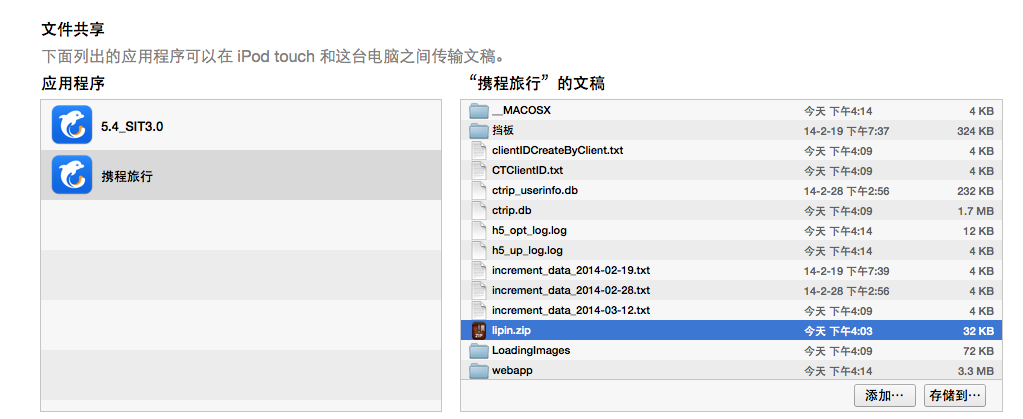 文件共享
下面列出的应用程序可以在 iPod touch 和这台电脑之间传输文稿。
应用程序
5.4_SIT3.0
携程旅行
“携程旅行”的文稿
__MACOSX 今天 下午4:14 4 KB
挡板 14-2-19 下午7:37 324 KB
clientIDCreateByClient.txt 今天 下午4:09 4 KB
CTClientID.txt 今天 下午4:09 4 KB
ctrip_userinfo.db 14-2-28 下午2:56 232 KB
ctrip.db 今天 下午4:09 1.7 MB
h5_opt_log.log 今天 下午4:14 12 KB
h5_up_log.log 今天 下午4:14 4 KB
increment_data_2014-02-19.txt 14-2-19 下午7:39 4 KB
increment_data_2014-02-28.txt 14-2-28 下午2:56 4 KB
increment_data_2014-03-12.txt 今天 下午4:09 4 KB
lipin.zip 今天 下午4:03 32 KB
LoadingImages 今天 下午4:09 72 KB
webapp 今天 下午4:14 3.3 MB
添加… 存储到…